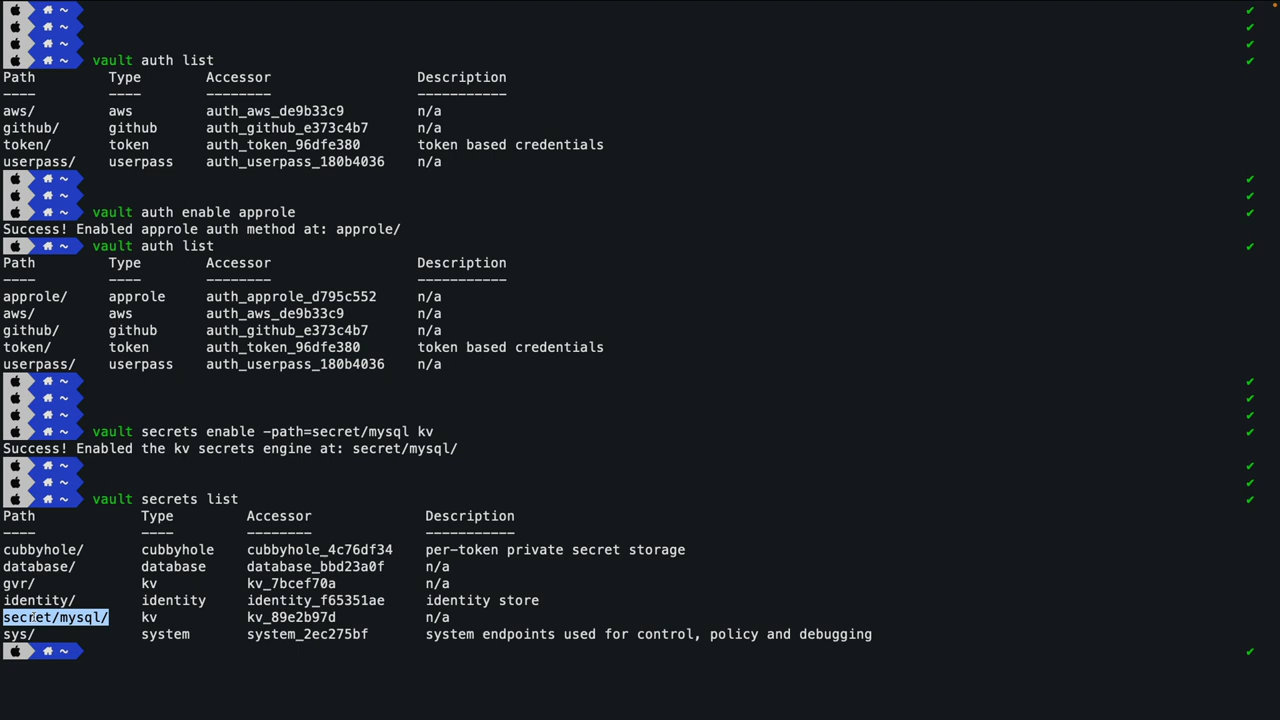 ~
~
~
~ vault auth list
Path Type Accessor Description
---- ---- -------- -----------
aws/ aws auth_aws_de9b33c9 n/a
github/ github auth_github_e373c4b7 n/a
token/ token auth_token_96dfe380 token based credentials
userpass/ userpass auth_userpass_180b4036 n/a
~
~
~ vault auth enable approle
Success! Enabled approle auth method at: approle/
~ vault auth list
Path Type Accessor Description
---- ---- -------- -----------
approle/ approle auth_approle_d795c552 n/a
aws/ aws auth_aws_de9b33c9 n/a
github/ github auth_github_e373c4b7 n/a
token/ token auth_token_96dfe380 token based credentials
userpass/ userpass auth_userpass_180b4036 n/a
~
~
~
~ vault secrets enable -path=secret/mysql kv
Success! Enabled the kv secrets engine at: secret/mysql/
~
~
~ vault secrets list
Path Type Accessor Description
---- ---- -------- -----------
cubbyhole/ cubbyhole cubbyhole_4c76df34 per-token private secret storage
database/ database database_bbd23a0f n/a
gvr/ kv kv_7bcef70a n/a
identity/ identity identity_f65351ae identity store
secret/mysql/ kv kv_89e2b97d n/a
sys/ system system_2ec275bf system endpoints used for control, policy and debugging
~